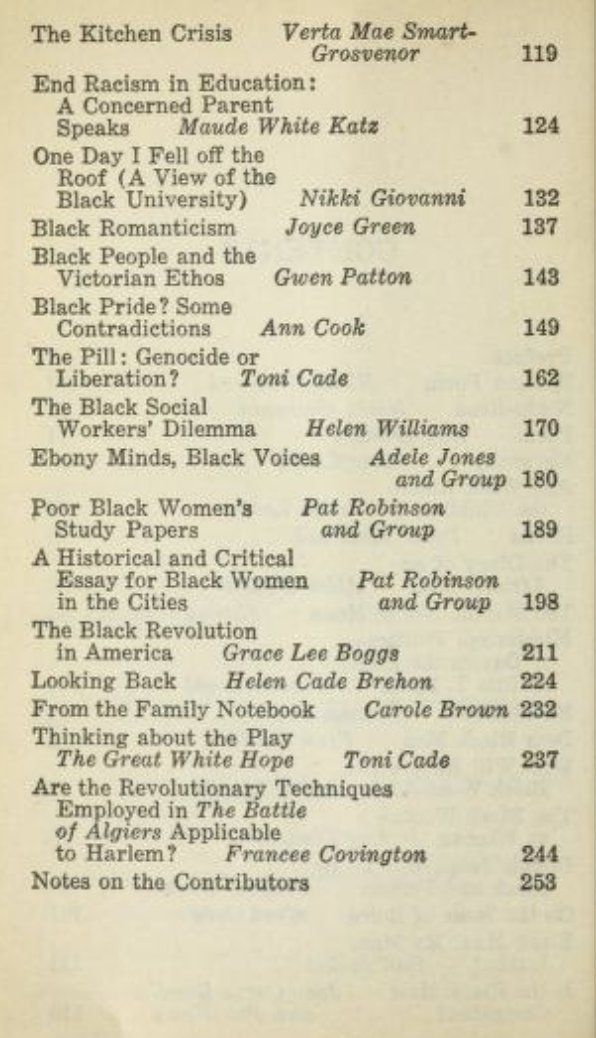 The Kitchen Crisis Verta Mae Smart-
Grosvenor 119
End Racism in Education:
A Concerned Parent
Speaks Maude White Katz 124
One Day I Fell off the
Roof (A View of the
Black University) Nikki Giovanni 132
Black Romanticism Joyce Green 137
Black People and the
Victorian Ethos Gwen Patton 143
Black Pride? Some
Contradictions Ann Cook 149
The Pill: Genocide or
Liberation? Toni Cade 162
The Black Social
Workers' Dilemma Helen Williams 170
Ebony Minds, Black Voices Adele Jones
and Group 180
Poor Black Women's Pat Robinson
Study Papers and Group 189
A Historical and Critical
Essay for Black Women Pat Robinson
in the Cities and Group 198
The Black Revolution
in America Grace Lee Boggs 211
Looking Back Helen Cade Brehon 224
From the Family Notebook Carole Brown 232
Thinking about the Play
The Great White Hope Toni Cade 237
Are the Revolutionary Techniques
Employed in The Battle
of Algiers Applicable
to Harlem? Francee Covington 244
Notes on the Contributors 253